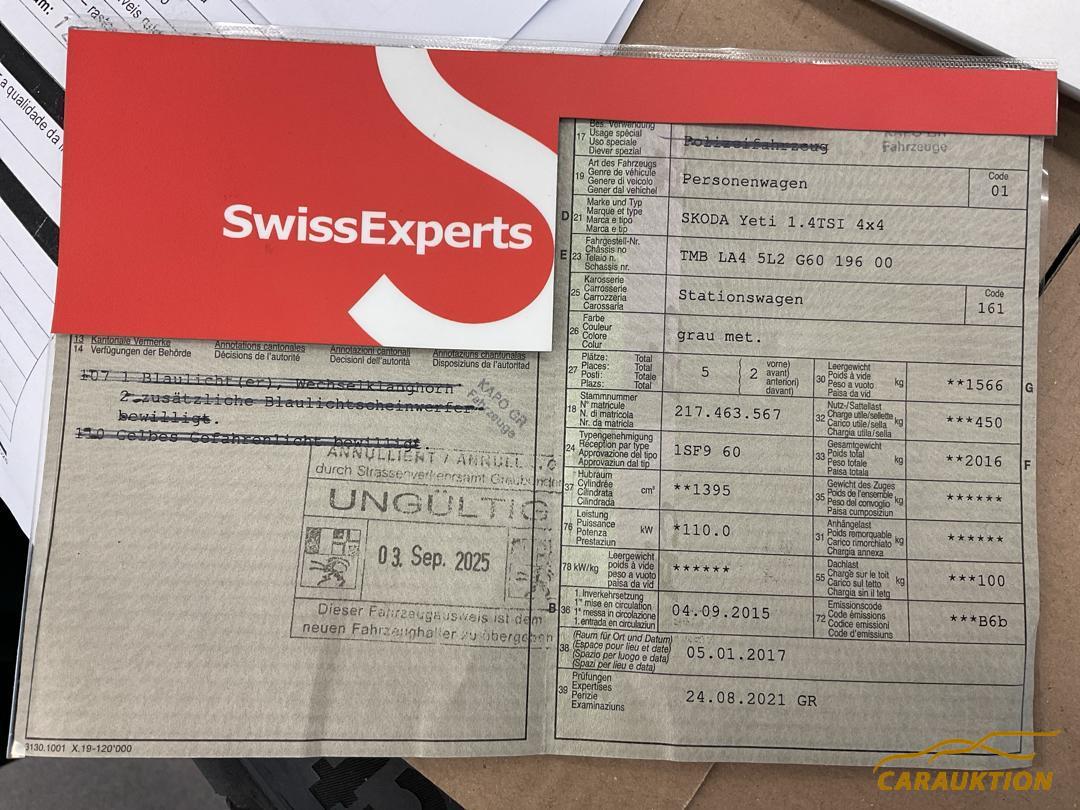 SwissExperts
17 Bes. Verwendung
Usage spécial
Uso speciale
Diever spezial
Polizeifahrzeug
KAPO GR
Fahrzeuge
19 Art des Fahrzeugs
Genre de véhicule
Genere di veicolo
Gener dal vehichel
Personenwagen
Code
01
D 21 Marke und Typ
Marque et type
Marca e tipo
Marca e tip
SKODA Yeti 1.4TSI 4x4
E 23 Fahrgestell-Nr.
Châssis no
Telaio n.
Schassis nr.
TMB LA4 5L2 G60 196 00
25 Karosserie
Carrosserie
Carrozzeria
Carossaria
Stationswagen
Code
161
26 Farbe
Couleur
Colore
Colur
grau met.
27 Plätze: Total
Places: Total
Posti: Totale
Plazs: Total
5 { 2 vorne)
avant)
anteriori)
davant)
30 Leergewicht
Poids à vide
Peso a vuoto
Paisa da vid
kg
**1566
G
18 Stammnummer
N° matricule
N. di matricola
Nr. da matricla
217.463.567
32 Nutz-/Sattellast
Charge utile/sellette
Carico utile/sella
Chargia utila/sella
kg
***450
24 Typengenehmigung
Réception par type
Approvazione del tipo
Approvaziun dal tip
1SF9 60
33 Gesamtgewicht
Poids total
Peso totale
Paisa totala
kg
**2016
F
37 Hubraum
Cylindrée
Cilindrata
Cilindrada
cm³
**1395
35 Gewicht des Zuges
Poids de l'ensemble
Peso del convoglio
Paisa cumposiziun
kg
******
76 Leistung
Puissance
Potenza
Prestaziun
kW
*110.0
31 Anhängelast
Poids remorquable
Carico rimorchiato
Chargia annexa
kg
******
78 kW/kg
Leergewicht
poids à vide
peso a vuoto
paisa da vid
******
55 Dachlast
Charge sur le toit
Carico sul tetto
Chargia sin il tetg
kg
***100
B 36 1. Inverkehrsetzung
1re mise en circulation
1a messa in circolazione
1. entrada en circulaziun
04.09.2015
72 Emissionscode
Code émissions
Codice emissioni
Code d'emissiuns
***B6b
38 (Raum für Ort und Datum)
(Espace pour lieu et date)
(Spazio per luogo e data)
(Spazi per lieu e data)
05.01.2017
39 Prüfungen
Expertises
Perizie
Examinaziuns
24.08.2021 GR
13 Kantonale Vermerke
Annotations cantonales
Annotazioni cantonali
Annotaziuns chantunalas
14 Verfügungen der Behörde
Décisions de l'autorité
Decisioni dell'autorità
Disposiziuns da l'autoritad
107 1 Blaulicht(er), Wechselklanghorn
2 zusätzliche Blaulichtscheinwerfer
bewilligt.
110 Gelbes Gefahrenlicht bewilligt.
KAPO GR
Fahrzeuge
ANNULLIERT / ANNULL
durch Strassenverkehrsamt Graubünden
UNGÜLTIG
03. Sep. 2025
Dieser Fahrzeugausweis ist dem
neuen Fahrzeughalter zu übergeben
3130.1001 X.19-120'000
CARAUKTION